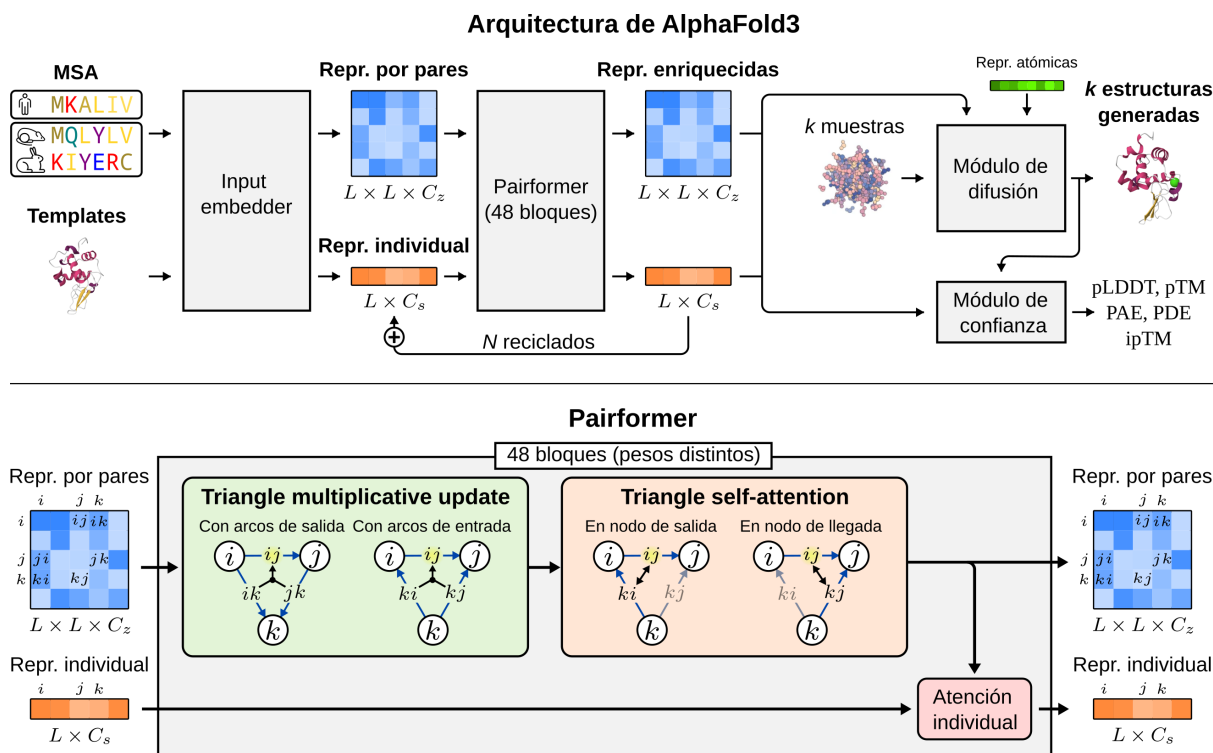 Arquitectura de AlphaFold3
MSA
MKALIV
MQLYLV
KIYERC
Templates
Input
embedder
Repr. por pares
L × L × C_z
Repr. individual
L × C_s
Pairformer
(48 bloques)
Repr. enriquecidas
L × L × C_z
L × C_s
N reciclados
k muestras
Repr. atómicas
Módulo de
difusión
k estructuras
generadas
Módulo de
confianza
pLDDT, pTM
PAE, PDE
ipTM
Pairformer
48 bloques (pesos distintos)
Repr. por pares
i j k
i ij ik
j ji jk
k ki kj
L × L × C_z
Repr. individual
i j k
L × C_s
Triangle multiplicative update
Con arcos de salida
i ij j
ik jk
k
Con arcos de entrada
i ij j
ki kj
k
Triangle self-attention
En nodo de salida
i ij j
ki kj
k
En nodo de llegada
i ij j
ki kj
k
Atención
individual
Repr. por pares
i j k
i ij ik
j ji jk
k ki kj
L × L × C_z
Repr. individual
i j k
L × C_s